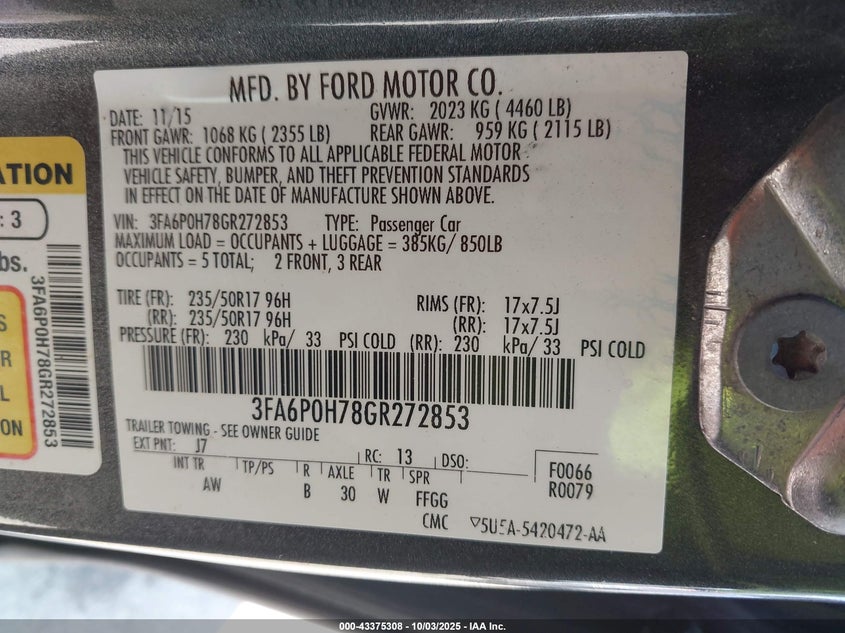 MFD. BY FORD MOTOR CO.
DATE: 11/15 GVWR: 2023 KG ( 4460 LB)
FRONT GAWR: 1068 KG ( 2355 LB) REAR GAWR: 959 KG ( 2115 LB)
THIS VEHICLE CONFORMS TO ALL APPLICABLE FEDERAL MOTOR
VEHICLE SAFETY, BUMPER, AND THEFT PREVENTION STANDARDS
IN EFFECT ON THE DATE OF MANUFACTURE SHOWN ABOVE.
VIN: 3FA6P0H78GR272853 TYPE: Passenger Car
MAXIMUM LOAD = OCCUPANTS + LUGGAGE = 385KG/ 850LB
OCCUPANTS = 5 TOTAL; 2 FRONT, 3 REAR
TIRE (FR): 235/50R17 96H RIMS (FR): 17x7.5J
(RR): 235/50R17 96H (RR): 17x7.5J
PRESSURE (FR): 230 kPa/ 33 PSI COLD (RR): 230 kPa/ 33 PSI COLD
3FA6P0H78GR272853
TRAILER TOWING - SEE OWNER GUIDE
EXT PNT: J7 RC: 13 DSO: F0066
INT TR TP/PS R AXLE TR SPR R0079
AW B 30 W FFGG
CMC ▽5U5A-5420472-AA
ATION
: 3
bs.
S
R
L
ON
3FA6P0H78GR272853
000-43375308 - 10/03/2025 - IAA Inc.